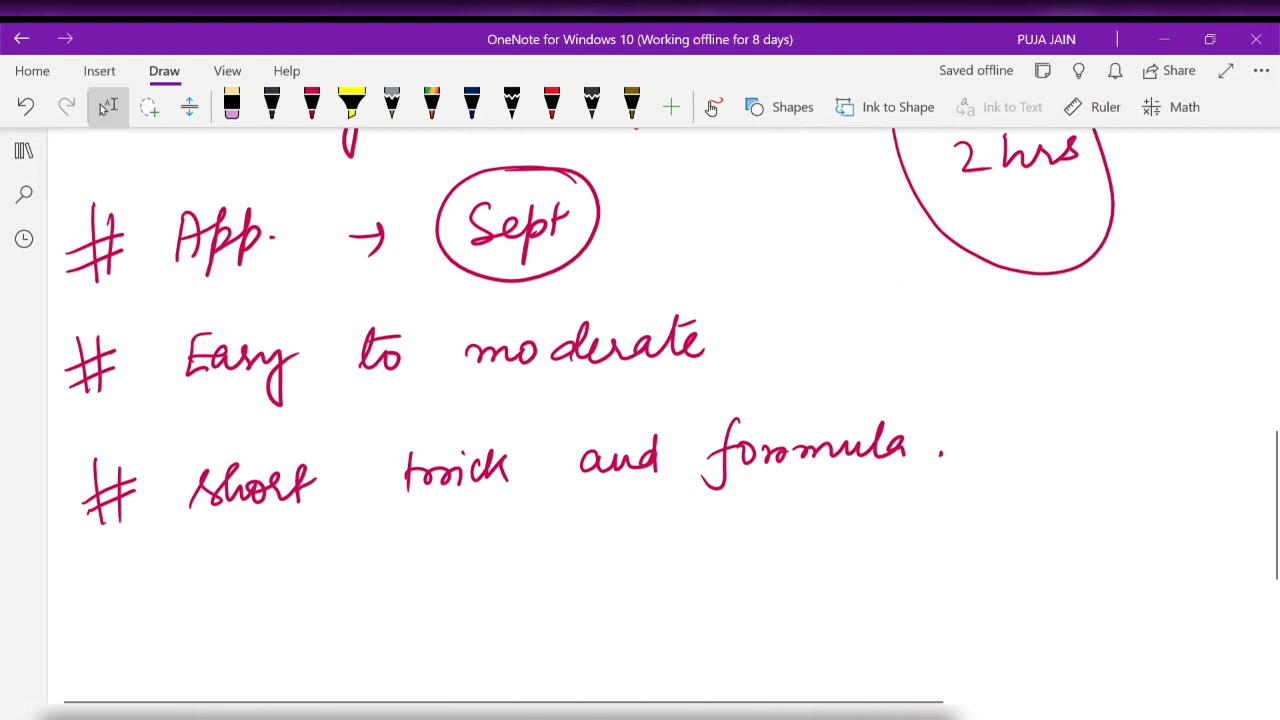 OneNote for Windows 10 (Working offline for 8 days) PUJA JAIN
Home Insert Draw View Help Saved offline Share
Shapes Ink to Shape Ink to Text Ruler Math
2 hrs
# App. → Sept
# Easy to moderate
# short trick and formula.